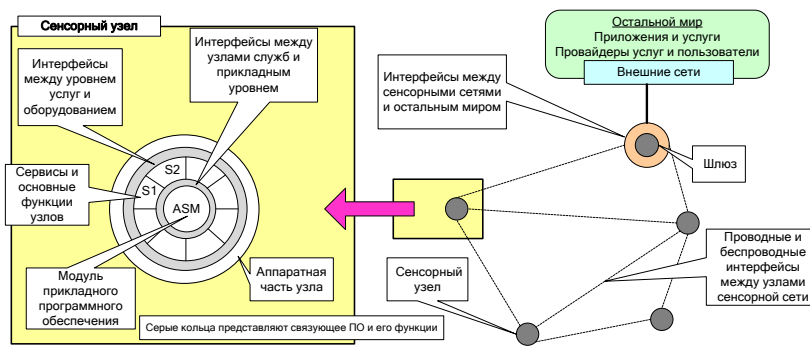 Сенсорный узел
Интерфейсы
между уровнем
услуг и
оборудованием
Интерфейсы между
узлами служб и
прикладным
уровнем
Сервисы и
основные
функции
узлов
S2
S1
ASM
Модуль
прикладного
программного
обеспечения
Аппаратная
часть узла
Серые кольца представляют связующее ПО и его функции
Остальной мир
Приложения и услуги
Провайдеры услуг и пользователи
Внешние сети
Интерфейсы между
сенсорными сетями
и остальным миром
Шлюз
Сенсорный
узел
Проводные и
беспроводные
интерфейсы
между узлами
сенсорной сети